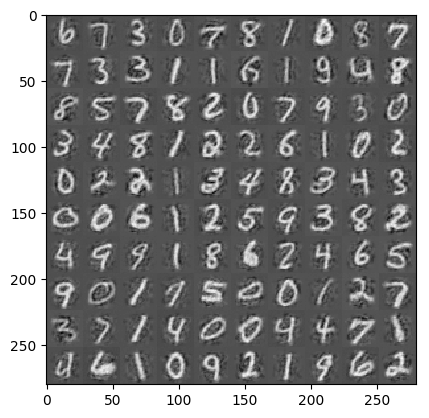 0
50
100
150
200
250
6 7 3 0 7 8 1 0 8 7
7 3 3 1 1 6 1 9 4 8
8 5 7 8 2 0 7 9 3 0
3 4 8 1 2 2 6 1 0 2
0 2 2 1 3 4 8 3 4 3
0 0 6 1 2 5 9 3 8 2
4 9 9 1 8 6 2 4 6 5
9 0 1 9 5 0 0 1 2 7
3 7 1 4 0 0 4 4 7 1
4 6 1 0 9 2 1 9 6 2
0 50 100 150 200 250